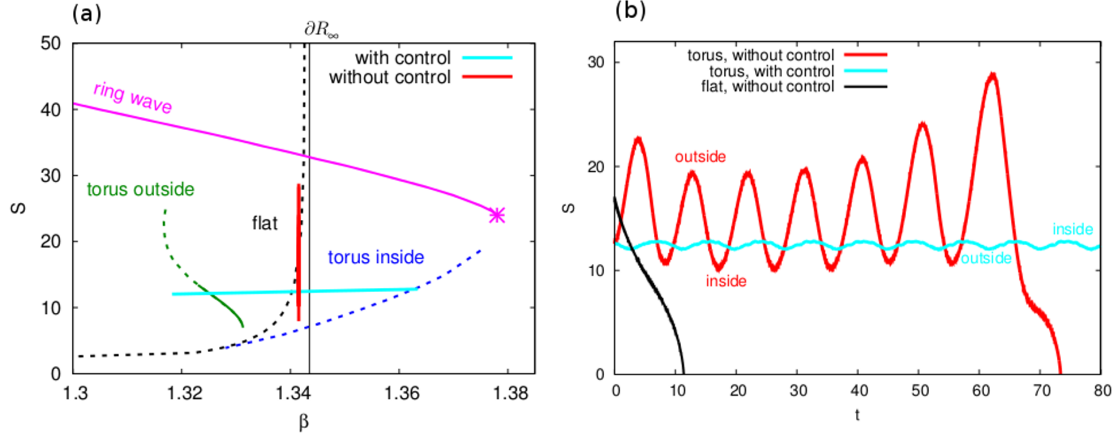 (a)
∂R∞
50
40
30
20
10
0
S
with control
without control
ring wave
torus outside
flat
torus inside
1.3
1.32
1.34
1.36
1.38
β
(b)
30
20
10
0
S
torus, without control
torus, with control
flat, without control
outside
inside
inside
outside
0
10
20
30
40
50
60
70
80
t